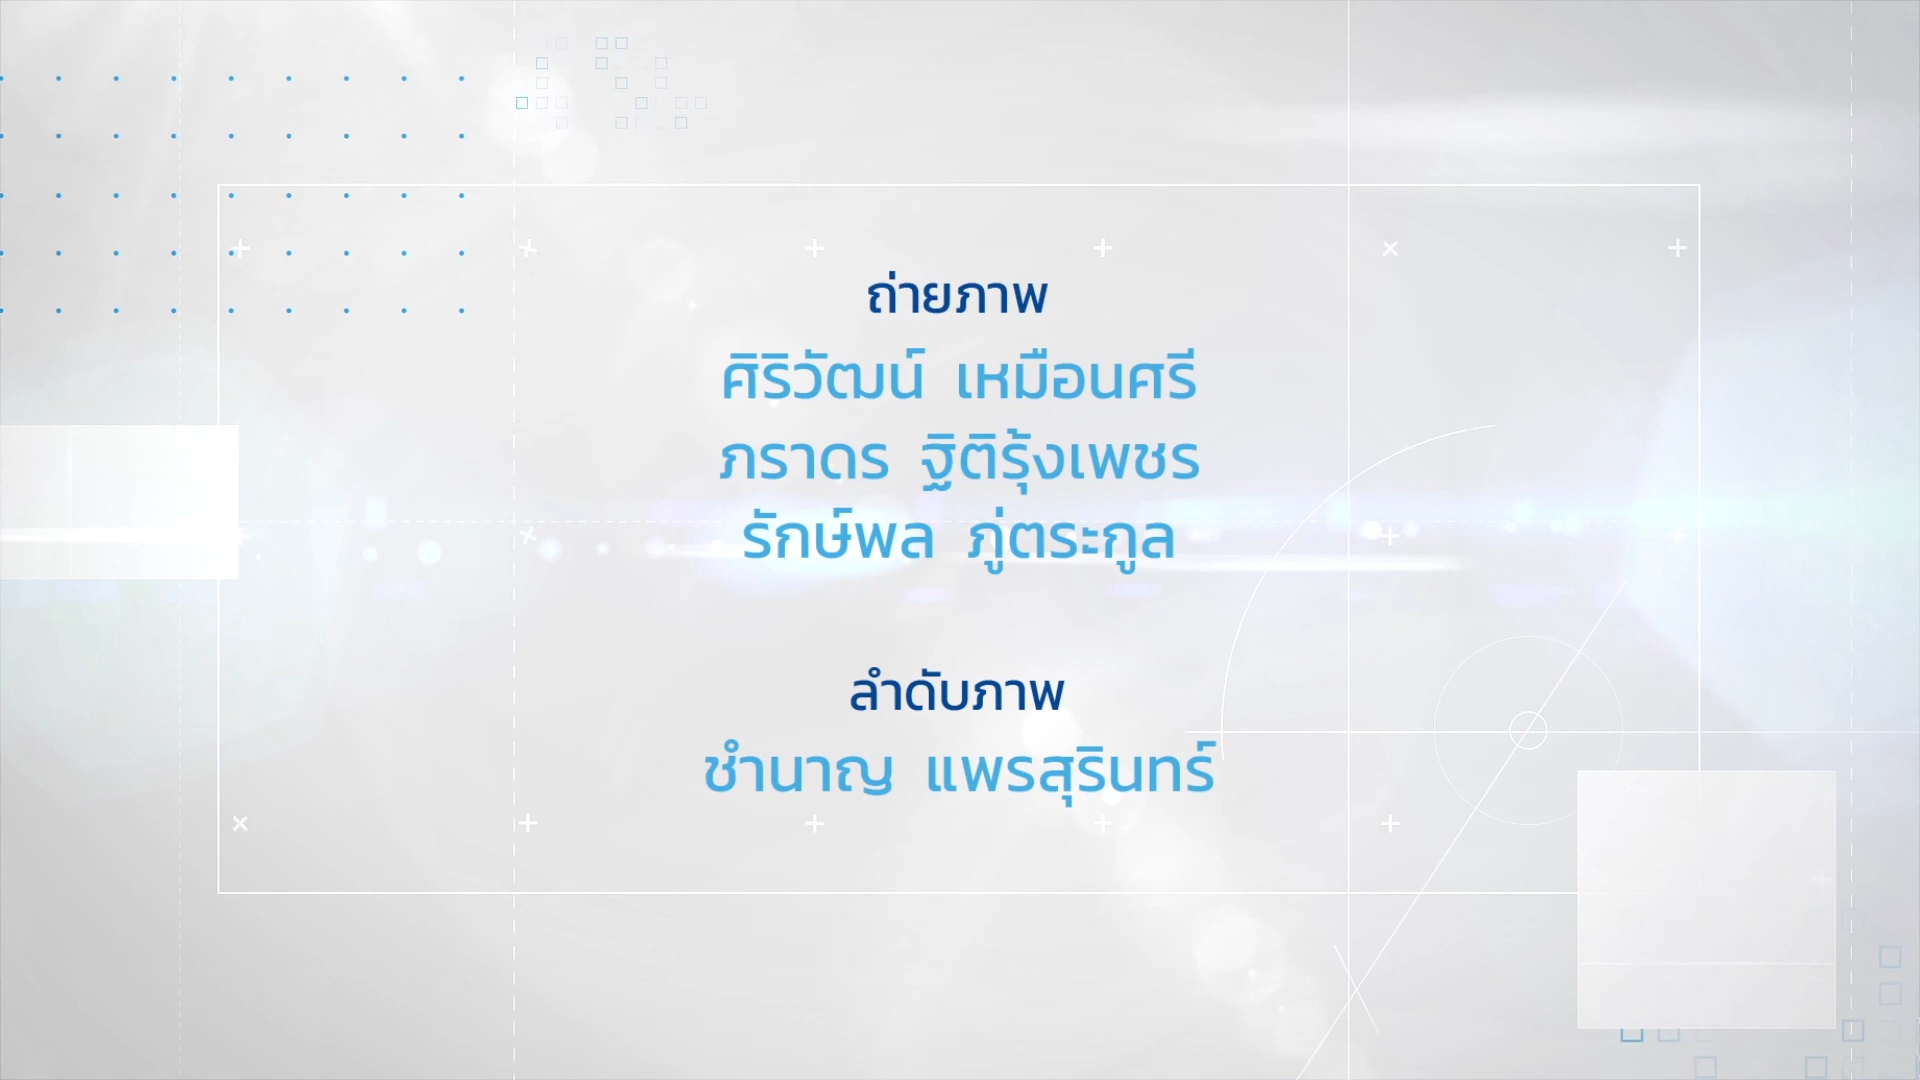 ถ่ายภาพ
ศิริวัฒน์ เหมือนศรี
ภราดร ฐิติรุ้งเพชร
รักษ์พล ภู่ตระกูล
ลำดับภาพ
ชำนาญ แพรสุรินทร์